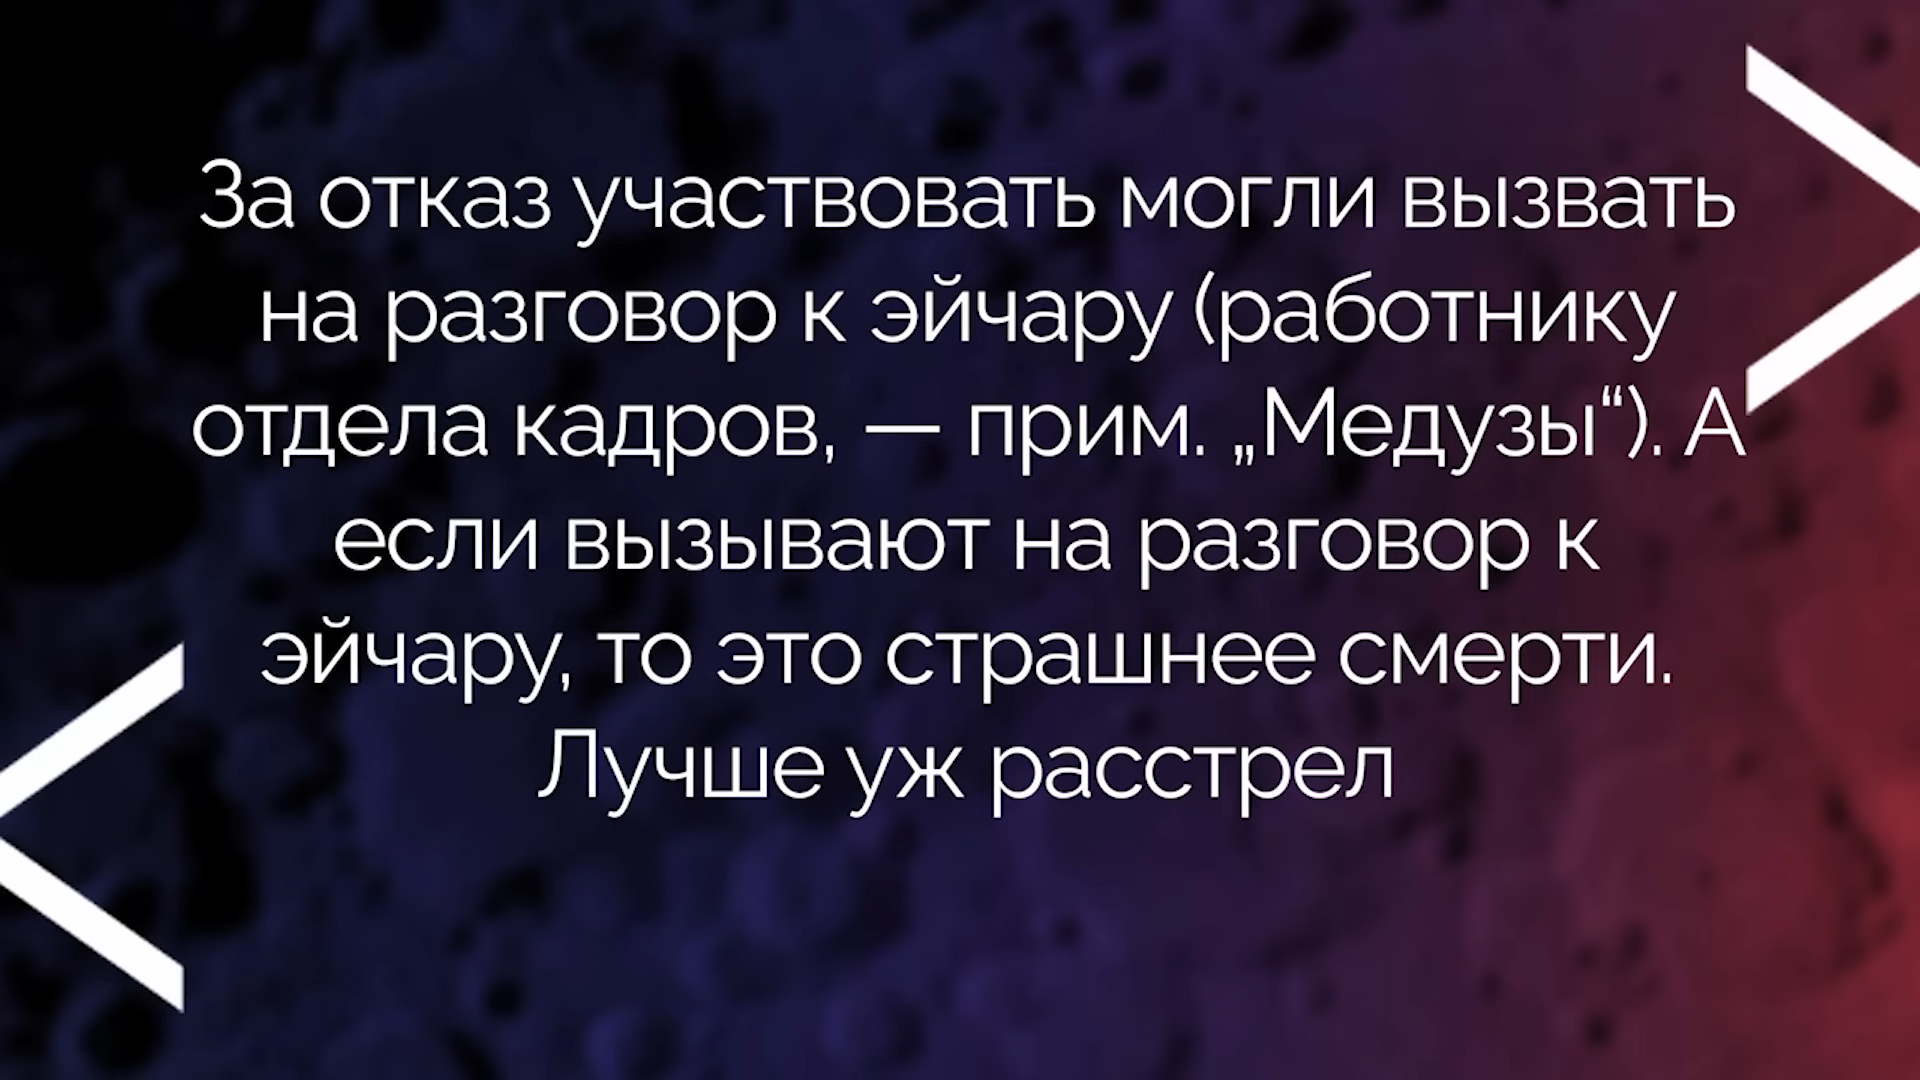 За отказ участвовать могли вызвать
на разговор к эйчару (работнику
отдела кадров, — прим. „Медузы“). А
если вызывают на разговор к
эйчару, то это страшнее смерти.
Лучше уж расстрел